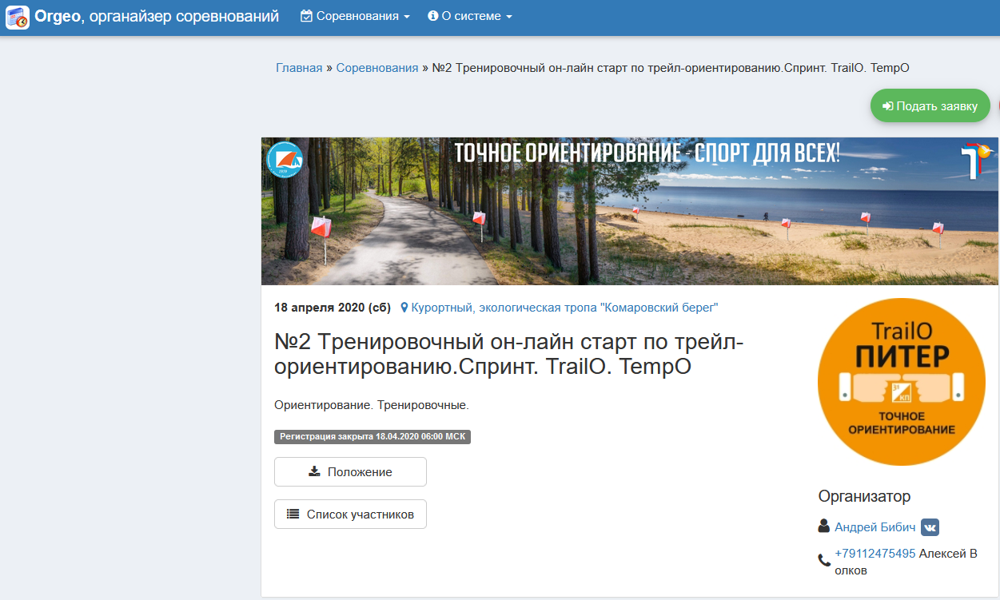 Orgeo, органайзер соревнований
Соревнования
О системе
Главная » Соревнования » №2 Тренировочный он-лайн старт по трейл-ориентированию.Спринт. TrailO. TempO
Подать заявку
ТОЧНОЕ ОРИЕНТИРОВАНИЕ - СПОРТ ДЛЯ ВСЕХ!
18 апреля 2020 (сб) Курортный, экологическая тропа "Комаровский берег"
№2 Тренировочный он-лайн старт по трейл-
ориентированию.Спринт. TrailO. TempO
Ориентирование. Тренировочные.
Регистрация закрыта 18.04.2020 06:00 МСК
Положение
Список участников
TrailO
ПИТЕР
31
КП
ТОЧНОЕ
ОРИЕНТИРОВАНИЕ
Организатор
Андрей Бибич
+79112475495 Алексей В
олков